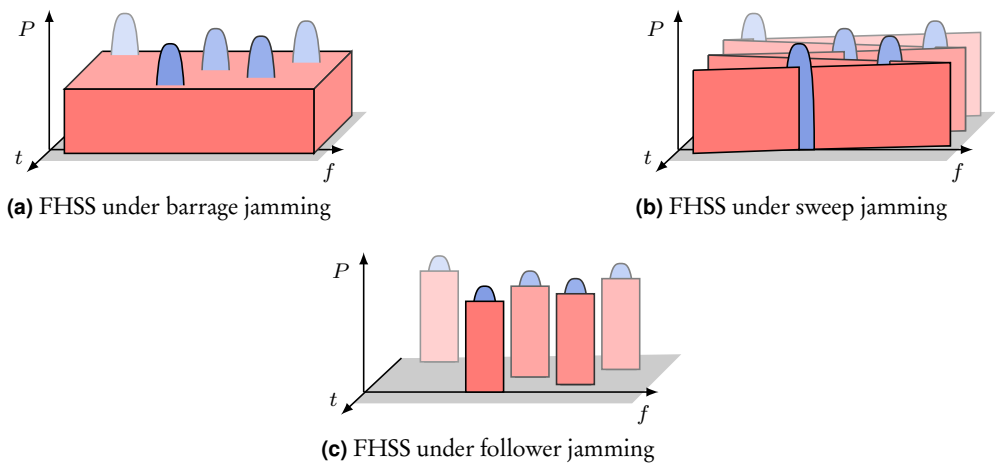 P
t
f
(a) FHSS under barrage jamming
P
t
f
(b) FHSS under sweep jamming
P
t
f
(c) FHSS under follower jamming